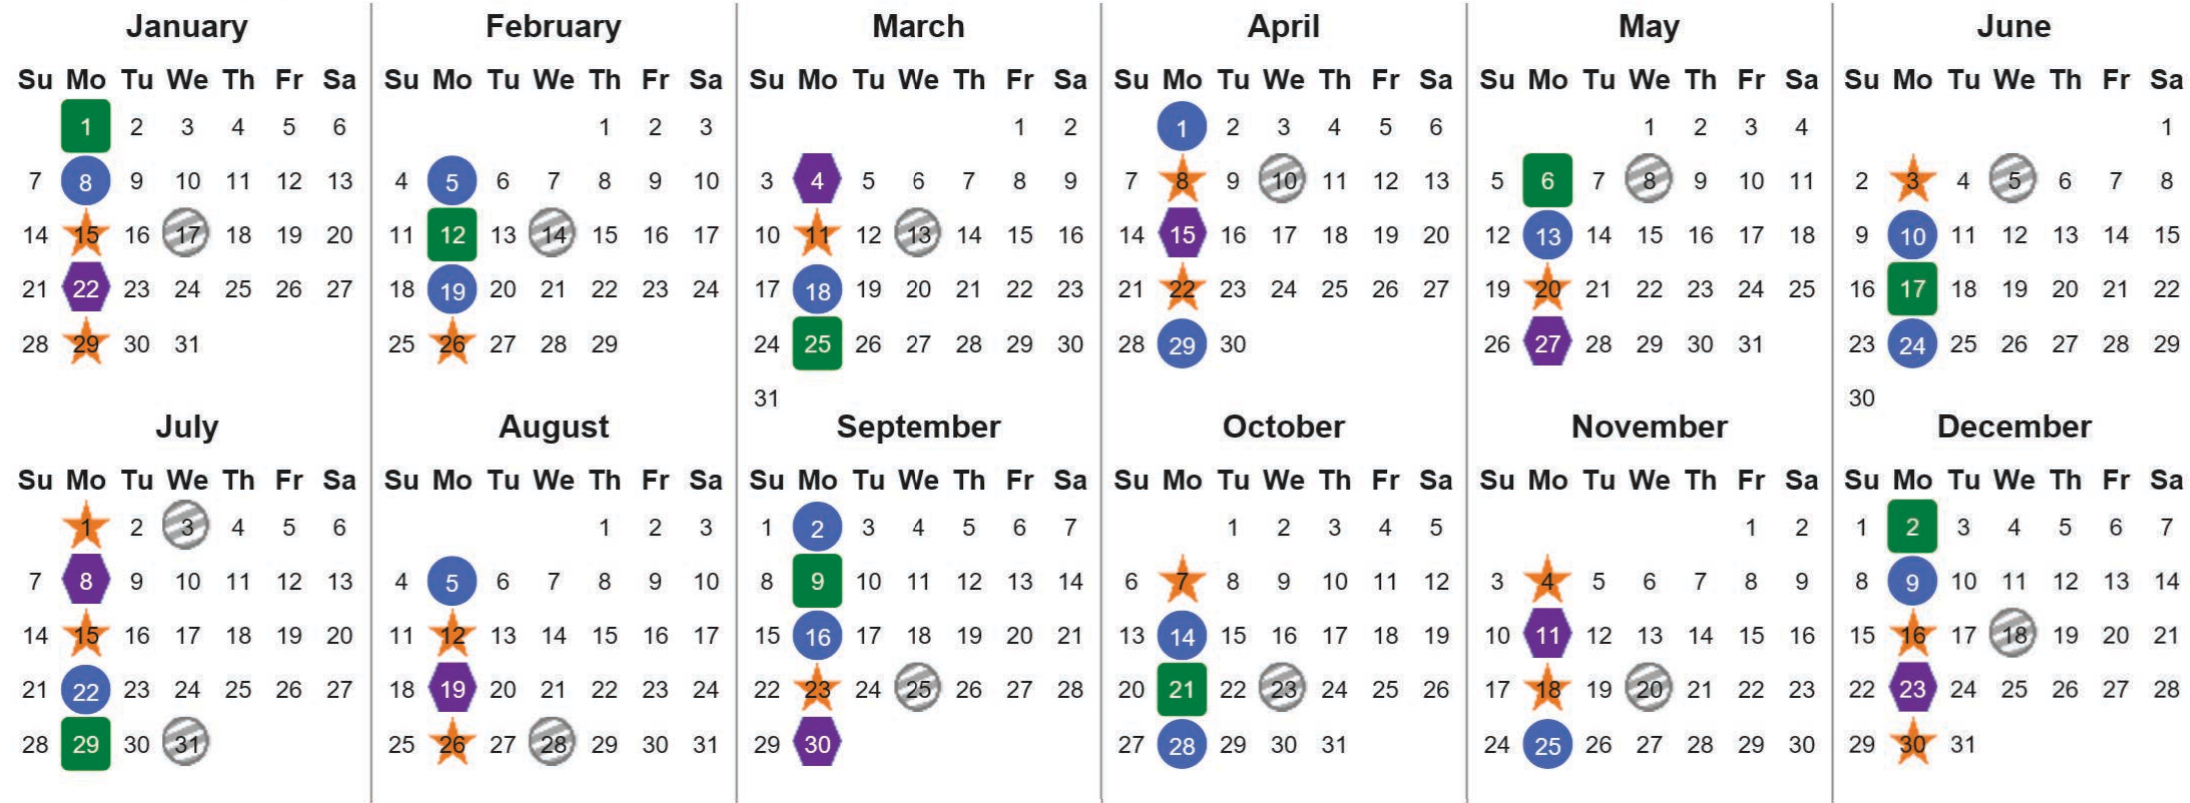 January February March April May June
Su Mo Tu We Th Fr Sa Su Mo Tu We Th Fr Sa Su Mo Tu We Th Fr Sa Su Mo Tu We Th Fr Sa Su Mo Tu We Th Fr Sa Su Mo Tu We Th Fr Sa
1 2 3 4 5 6 1 2 3 1 2 1 2 3 4 5 6 1 2 3 4 1
7 8 9 10 11 12 13 4 5 6 7 8 9 10 3 4 5 6 7 8 9 7 8 9 10 11 12 13 5 6 7 8 9 10 11 2 3 4 5 6 7 8
14 15 16 17 18 19 20 11 12 13 14 15 16 17 10 11 12 13 14 15 16 14 15 16 17 18 19 20 12 13 14 15 16 17 18 9 10 11 12 13 14 15
21 22 23 24 25 26 27 18 19 20 21 22 23 24 17 18 19 20 21 22 23 21 22 23 24 25 26 27 19 20 21 22 23 24 25 16 17 18 19 20 21 22
28 29 30 31 25 26 27 28 29 24 25 26 27 28 29 30 28 29 30 26 27 28 29 30 31 23 24 25 26 27 28 29
31 30
July August September October November December
Su Mo Tu We Th Fr Sa Su Mo Tu We Th Fr Sa Su Mo Tu We Th Fr Sa Su Mo Tu We Th Fr Sa Su Mo Tu We Th Fr Sa Su Mo Tu We Th Fr Sa
1 2 3 4 5 6 1 2 3 1 2 3 4 5 6 7 1 2 3 4 5 1 2 1 2 3 4 5 6 7
7 8 9 10 11 12 13 4 5 6 7 8 9 10 8 9 10 11 12 13 14 6 7 8 9 10 11 12 3 4 5 6 7 8 9 8 9 10 11 12 13 14
14 15 16 17 18 19 20 11 12 13 14 15 16 17 15 16 17 18 19 20 21 13 14 15 16 17 18 19 10 11 12 13 14 15 16 15 16 17 18 19 20 21
21 22 23 24 25 26 27 18 19 20 21 22 23 24 22 23 24 25 26 27 28 20 21 22 23 24 25 26 17 18 19 20 21 22 23 22 23 24 25 26 27 28
28 29 30 31 25 26 27 28 29 30 31 29 30 27 28 29 30 31 24 25 26 27 28 29 30 29 30 31